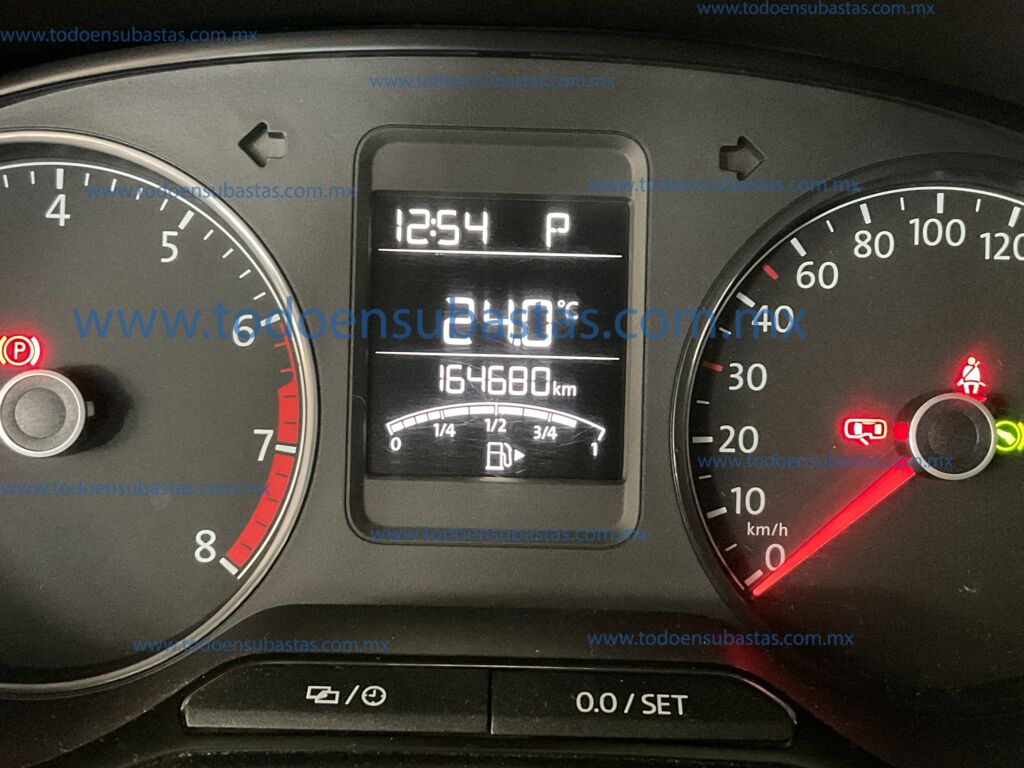 www.todoensubastas.com.mx
www.todoensubastas.com.mx
www.todoensubastas.com.mx
www.todoensubastas.com.mx
www.todoensubastas.com.mx
4
5
6
7
8
P
12:54 P
24.0 °C
164680 km
0 1/4 1/2 3/4 1
www.todoensubastas.com.mx
0
10
20
30
40
60
80
100
120
km/h
www.todoensubastas.com.mx
www.todoensubastas.com.mx
www.todoensubastas.com.mx
www.todoensubastas.com.mx
www.todoensubastas.com.mx
0.0 / SET